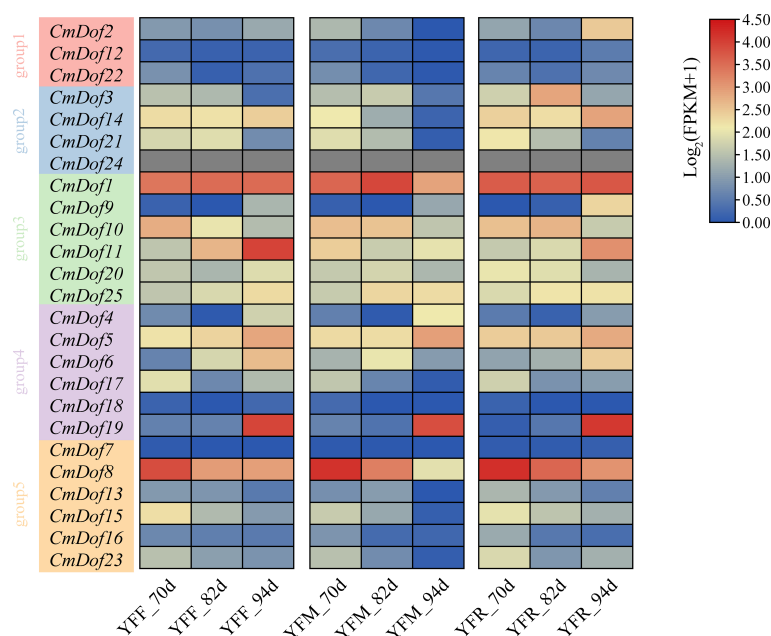 group1
CmDof2
CmDof12
CmDof22
group2
CmDof3
CmDof14
CmDof21
CmDof24
group3
CmDof1
CmDof9
CmDof10
CmDof11
CmDof20
CmDof25
group4
CmDof4
CmDof5
CmDof6
CmDof17
CmDof18
CmDof19
group5
CmDof7
CmDof8
CmDof13
CmDof15
CmDof16
CmDof23
YFF_70d
YFF_82d
YFF_94d
YFM_70d
YFM_82d
YFM_94d
YFR_70d
YFR_82d
YFR_94d
Log₂(FPKM+1)
4.50
4.00
3.50
3.00
2.50
2.00
1.50
1.00
0.50
0.00